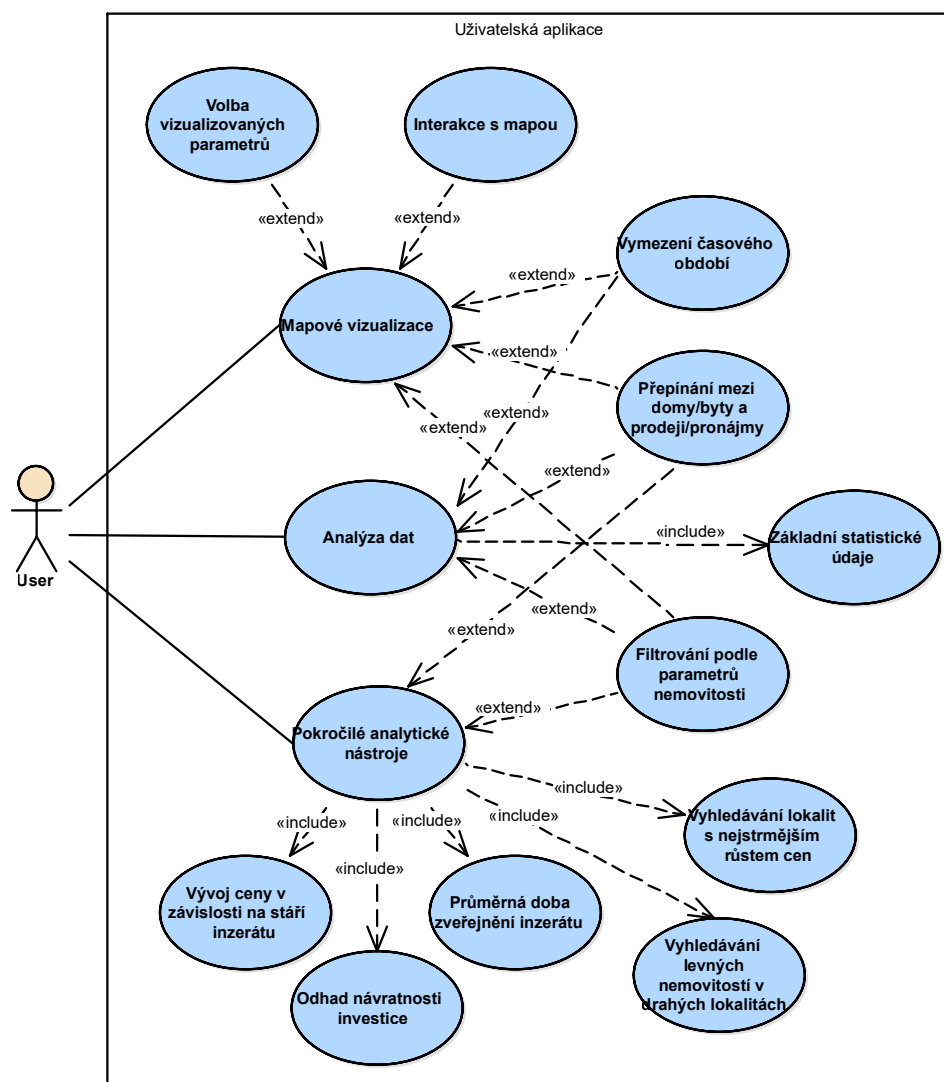 Uživatelská aplikace
Volba
vizualizovaných
parametrů
Interakce s mapou
«extend»
«extend»
Vymezení časového
období
«extend»
Mapové vizualizace
«extend»
Přepínání mezi
domy/byty a
prodeji/pronájmy
«extend»
«extend»
«extend»
Analýza dat
«include»
Základní statistické
údaje
User
«extend»
«extend»
Filtrování podle
parametrů
nemovitosti
«extend»
Pokročilé analytické
nástroje
«include»
«include»
«include»
«include»
«include»
Vyhledávání lokalit
s nejstrmějším
růstem cen
Vývoj ceny v
závislosti na stáří
inzerátu
Průměrná doba
zveřejnění inzerátu
Odhad návratnosti
investice
Vyhledávání
levných
nemovitostí v
drahých lokalitách